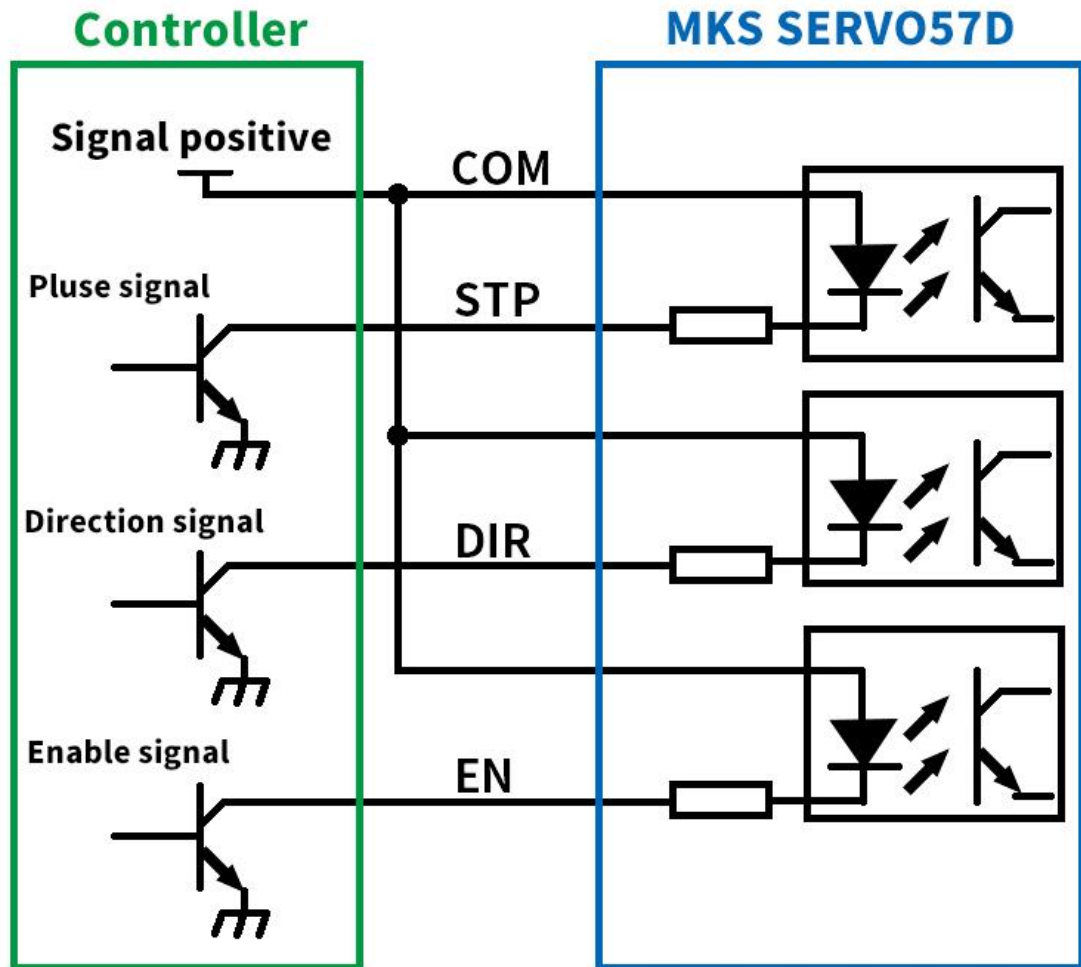 Controller
MKS SERVO57D
Signal positive
COM
Pluse signal
STP
Direction signal
DIR
Enable signal
EN